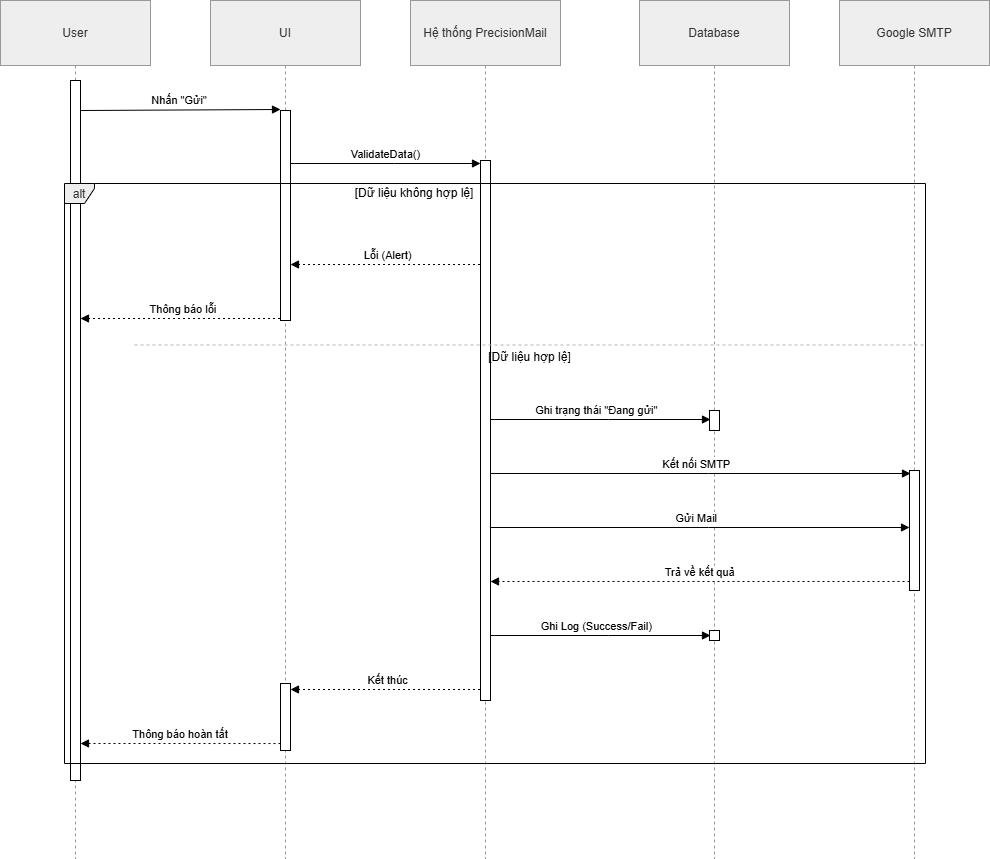 User
UI
Hệ thống PrecisionMail
Database
Google SMTP
Nhấn "Gửi"
ValidateData()
alt
[Dữ liệu không hợp lệ]
Lỗi (Alert)
Thông báo lỗi
[Dữ liệu hợp lệ]
Ghi trạng thái "Đang gửi"
Kết nối SMTP
Gửi Mail
Trả về kết quả
Ghi Log (Success/Fail)
Kết thúc
Thông báo hoàn tất